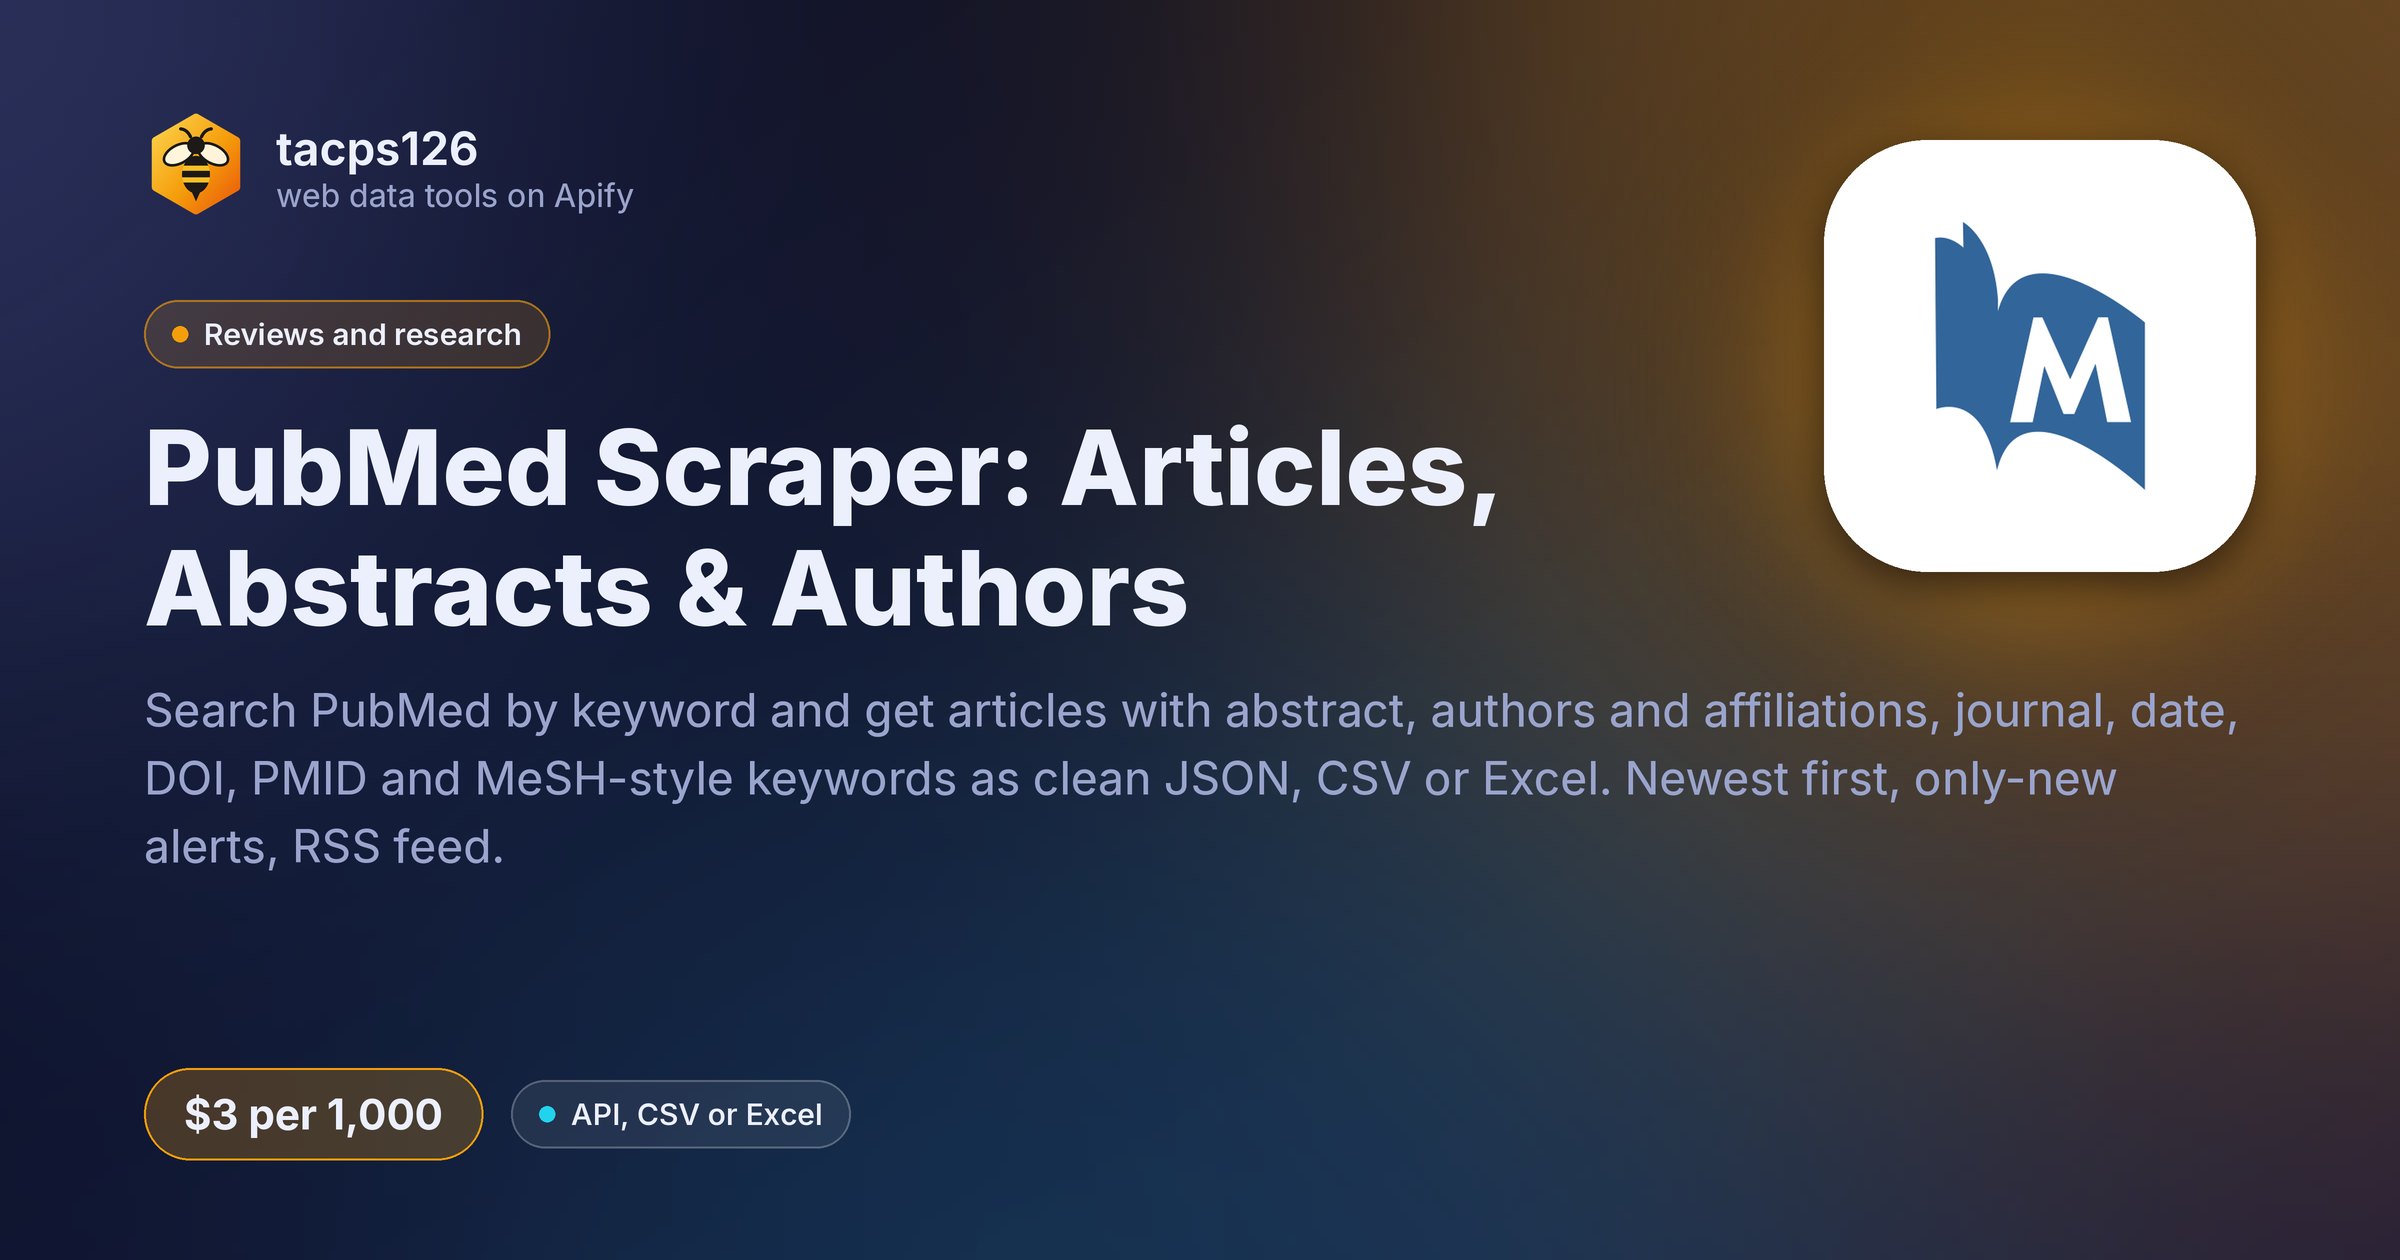 tacps126
web data tools on Apify
Reviews and research
PubMed Scraper: Articles,
Abstracts & Authors
Search PubMed by keyword and get articles with abstract, authors and affiliations, journal, date,
DOI, PMID and MeSH-style keywords as clean JSON, CSV or Excel. Newest first, only-new
alerts, RSS feed.
M
$3 per 1,000
API, CSV or Excel